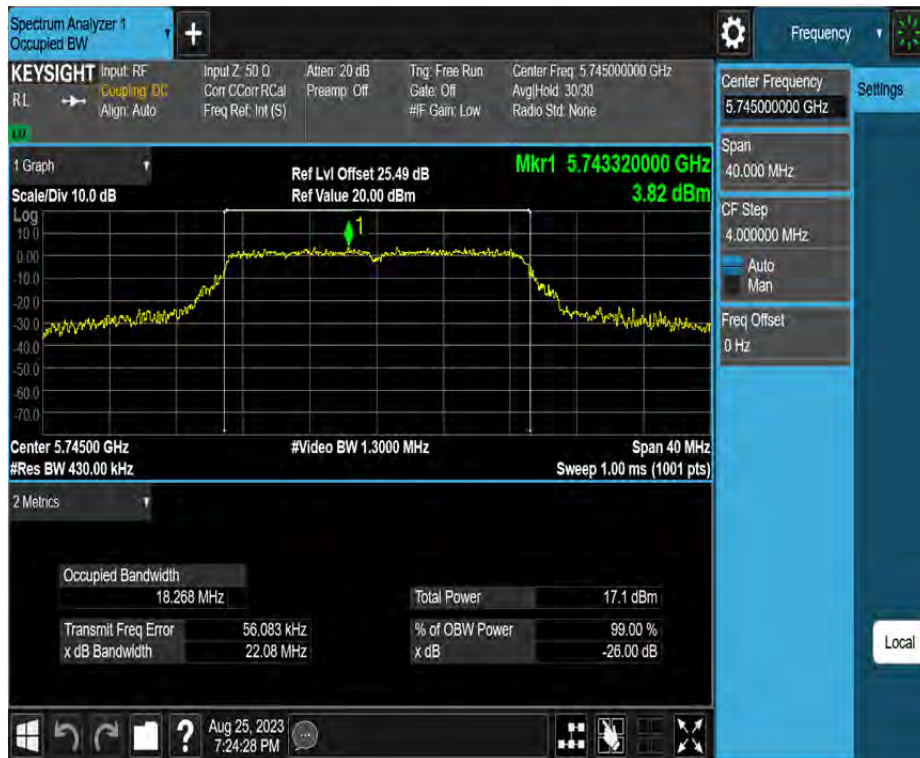 Spectrum Analyzer 1
Occupied BW
+
Frequency
KEYSIGHT
RL
Input: RF
Coupling: DC
Align: Auto
Input Z: 50 Ω
Corr CCorr RCal
Freq Ref: Int (S)
Atten: 20 dB
Preamp: Off
Trig: Free Run
Gate: Off
#IF Gain: Low
Center Freq: 5.745000000 GHz
Avg|Hold: 30/30
Radio Std: None
Center Frequency
5.745000000 GHz
Settings
Span
40.000 MHz
CF Step
4.000000 MHz
Auto
Man
Freq Offset
0 Hz
1 Graph
Scale/Div 10.0 dB
Ref Lvl Offset 25.49 dB
Ref Value 20.00 dBm
Mkr1 5.743320000 GHz
3.82 dBm
Log
10.0
0.00
-10.0
-20.0
-30.0
-40.0
-50.0
-60.0
-70.0
1
Center 5.74500 GHz
#Video BW 1.3000 MHz
Span 40 MHz
#Res BW 430.00 kHz
Sweep 1.00 ms (1001 pts)
2 Metrics
Occupied Bandwidth
18.268 MHz
Total Power 17.1 dBm
Transmit Freq Error 56.083 kHz
% of OBW Power 99.00 %
x dB Bandwidth 22.08 MHz
x dB -26.00 dB
Local
?
Aug 25, 2023
7:24:28 PM